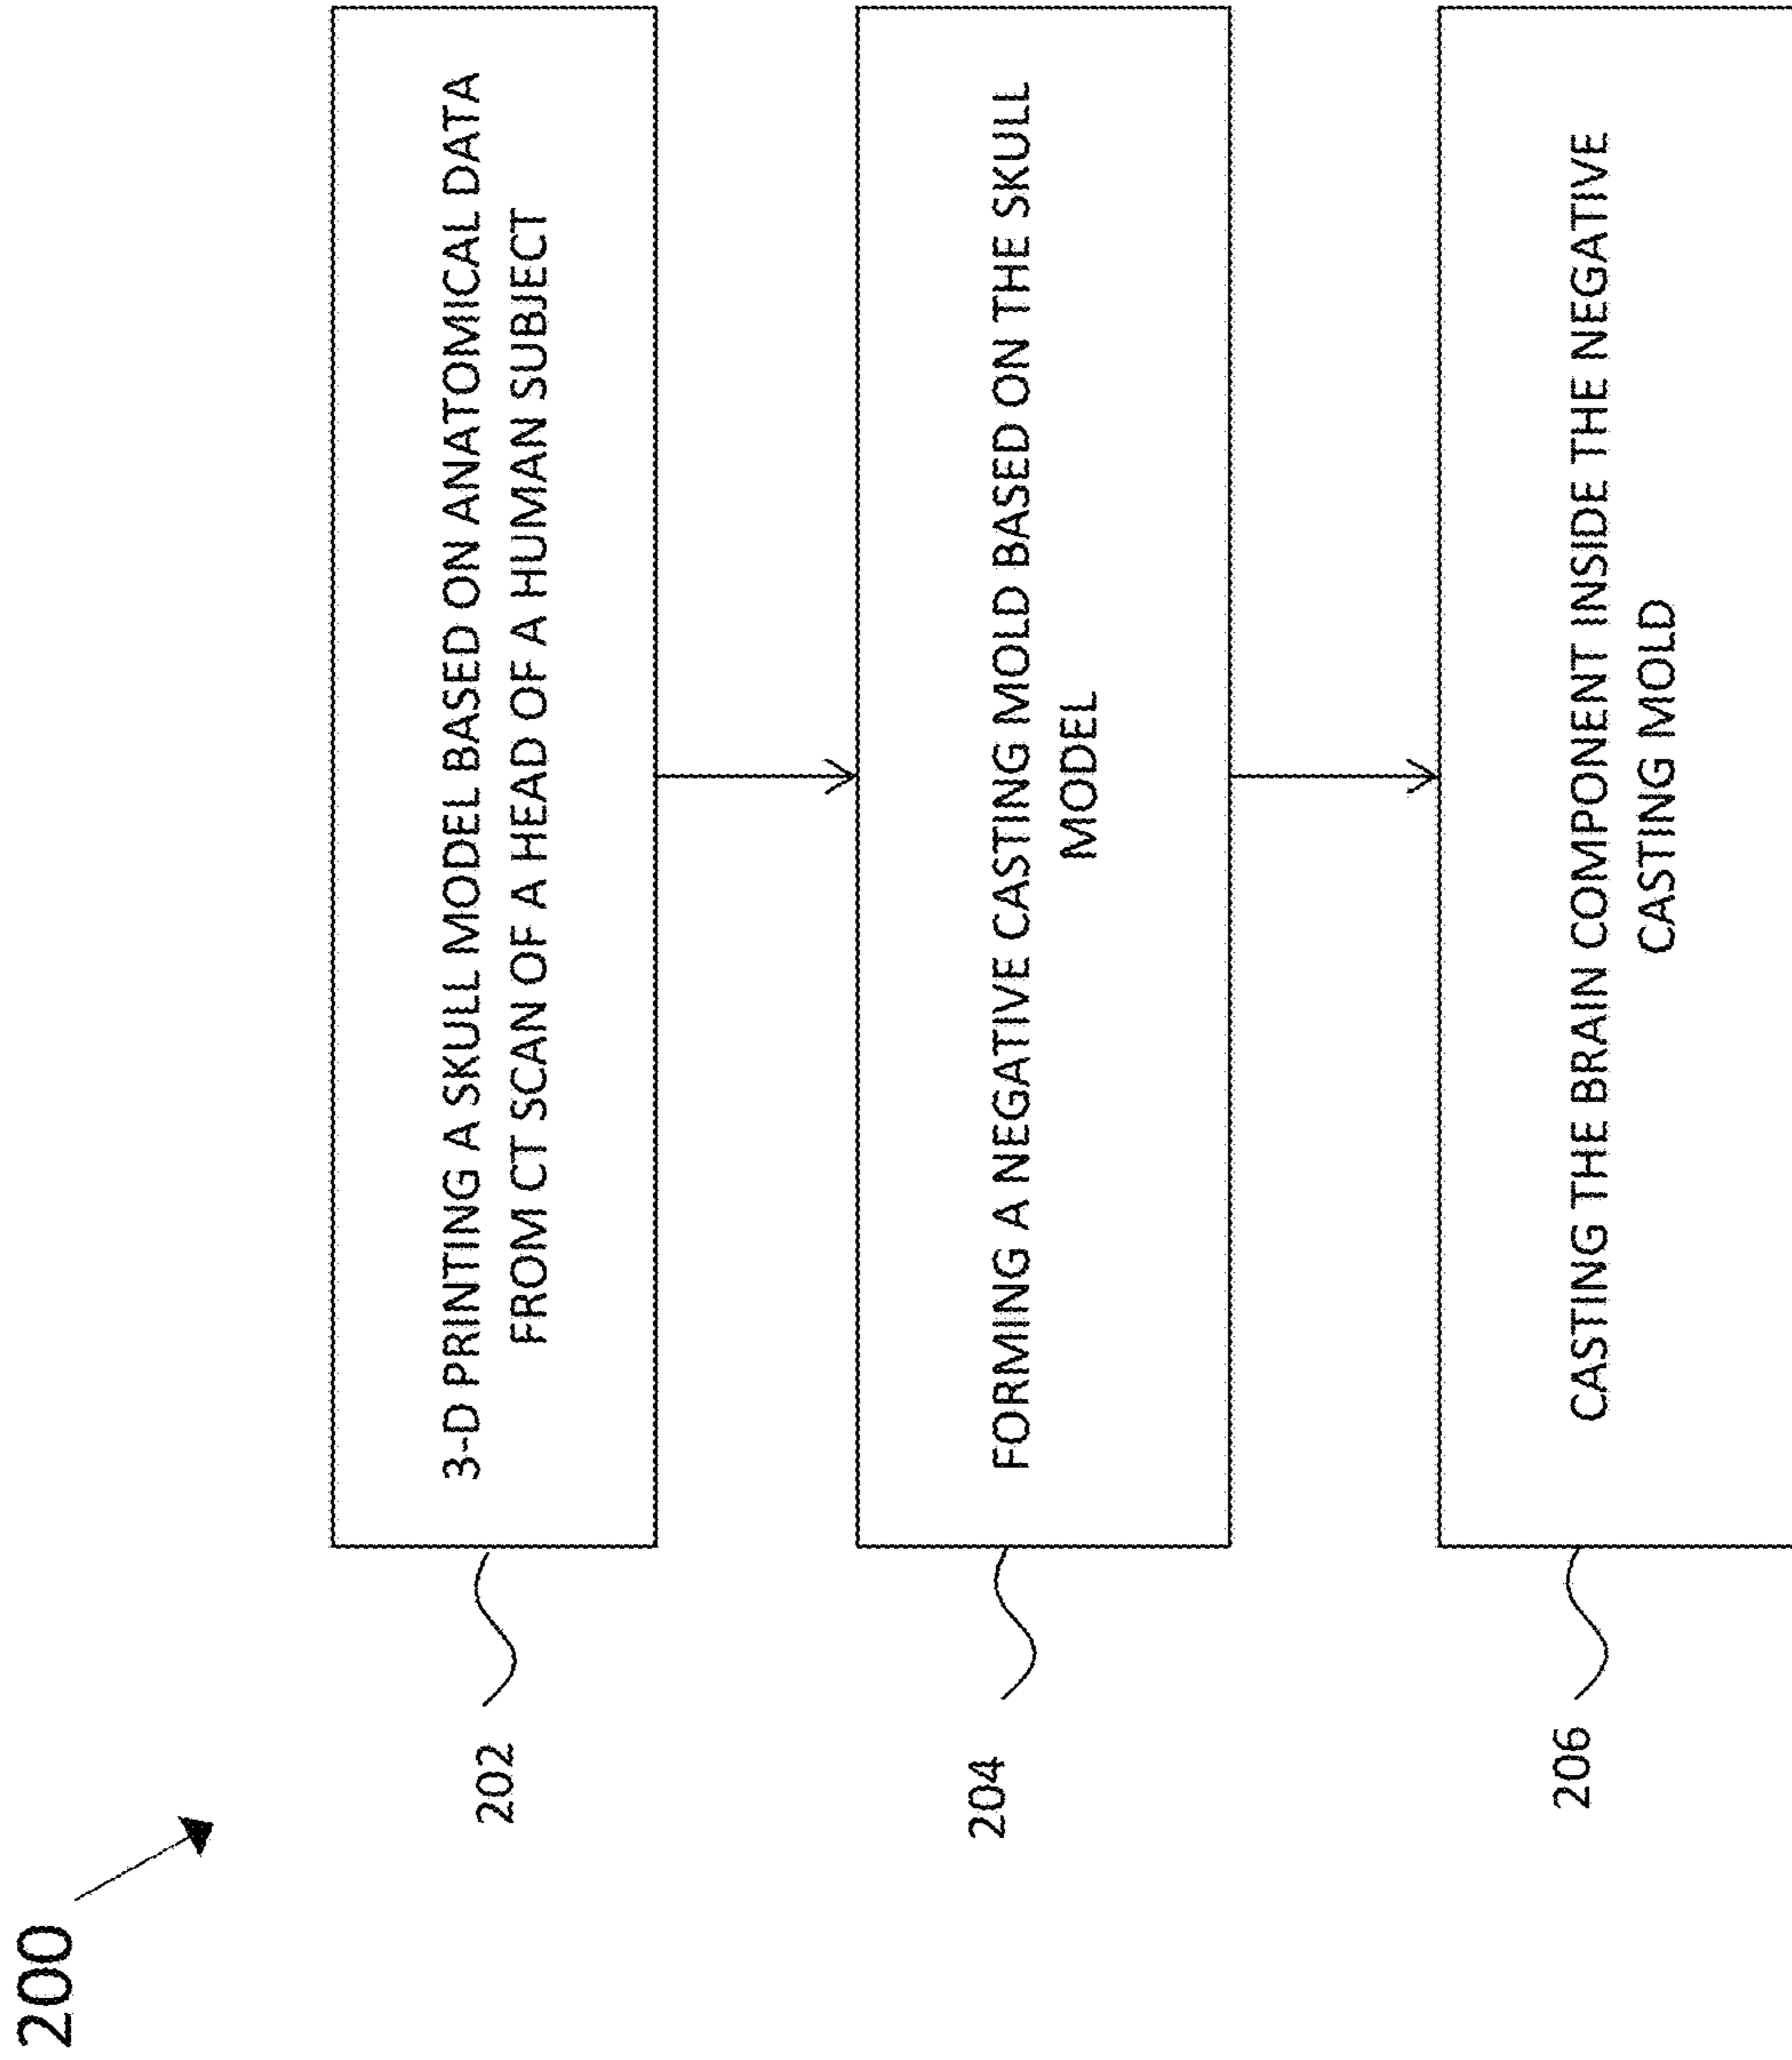 200
202
3-D PRINTING A SKULL MODEL BASED ON ANATOMICAL DATA
FROM CT SCAN OF A HEAD OF A HUMAN SUBJECT
204
FORMING A NEGATIVE CASTING MOLD BASED ON THE SKULL
MODEL
206
CASTING THE BRAIN COMPONENT INSIDE THE NEGATIVE
CASTING MOLD